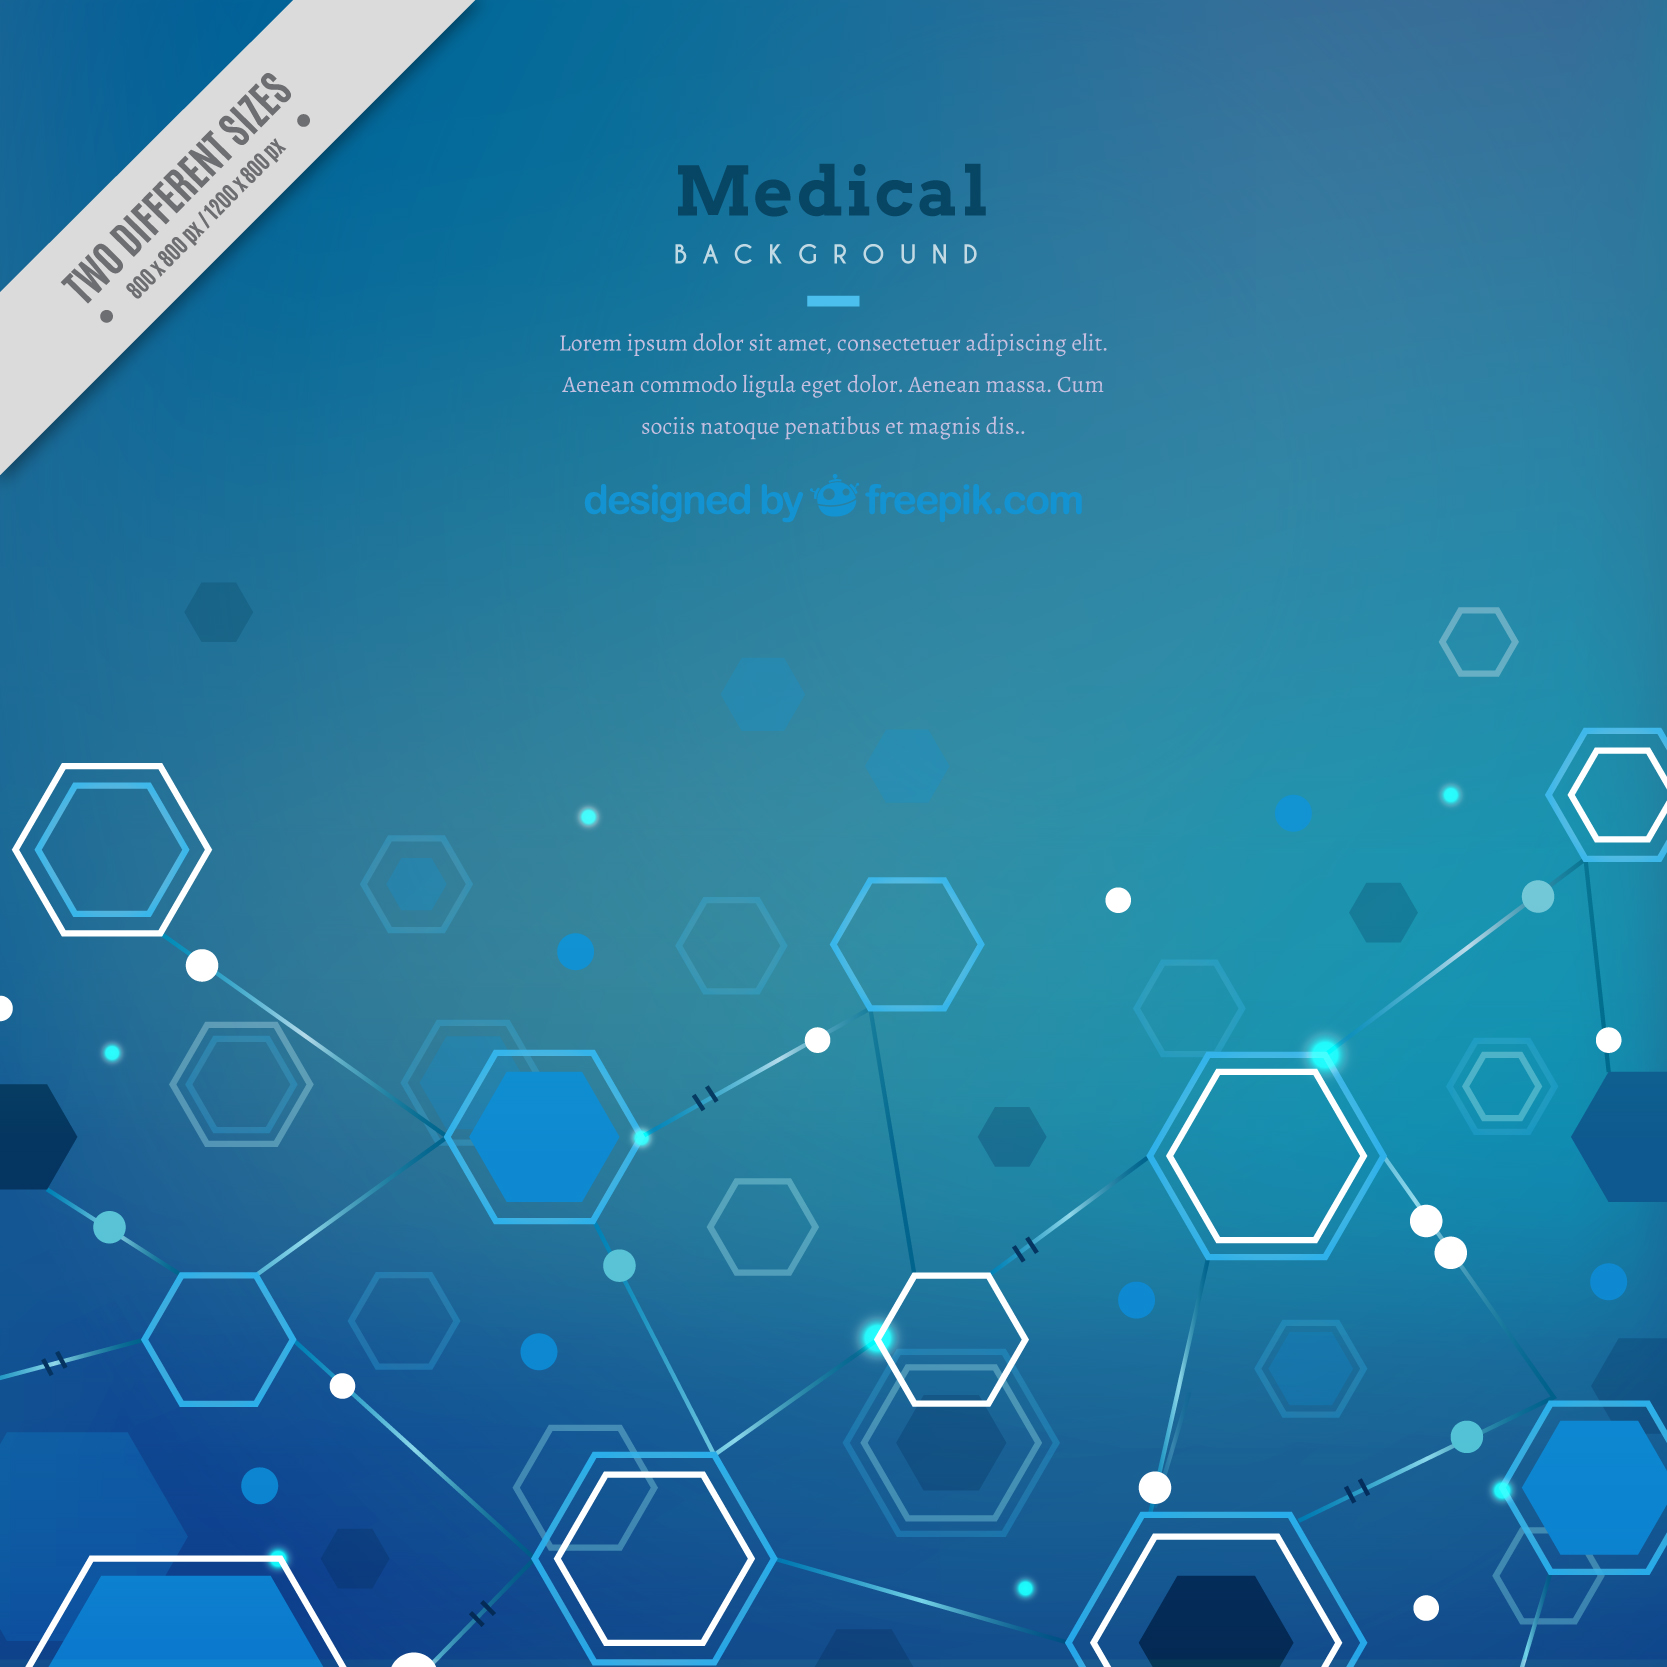 TWO DIFFERENT SIZES
800 x 800 px / 1200 x 800 px
Medical
BACKGROUND
Lorem ipsum dolor sit amet, consectetuer adipiscing elit.
Aenean commodo ligula eget dolor. Aenean massa. Cum
sociis natoque penatibus et magnis dis..
designed by freepik.com